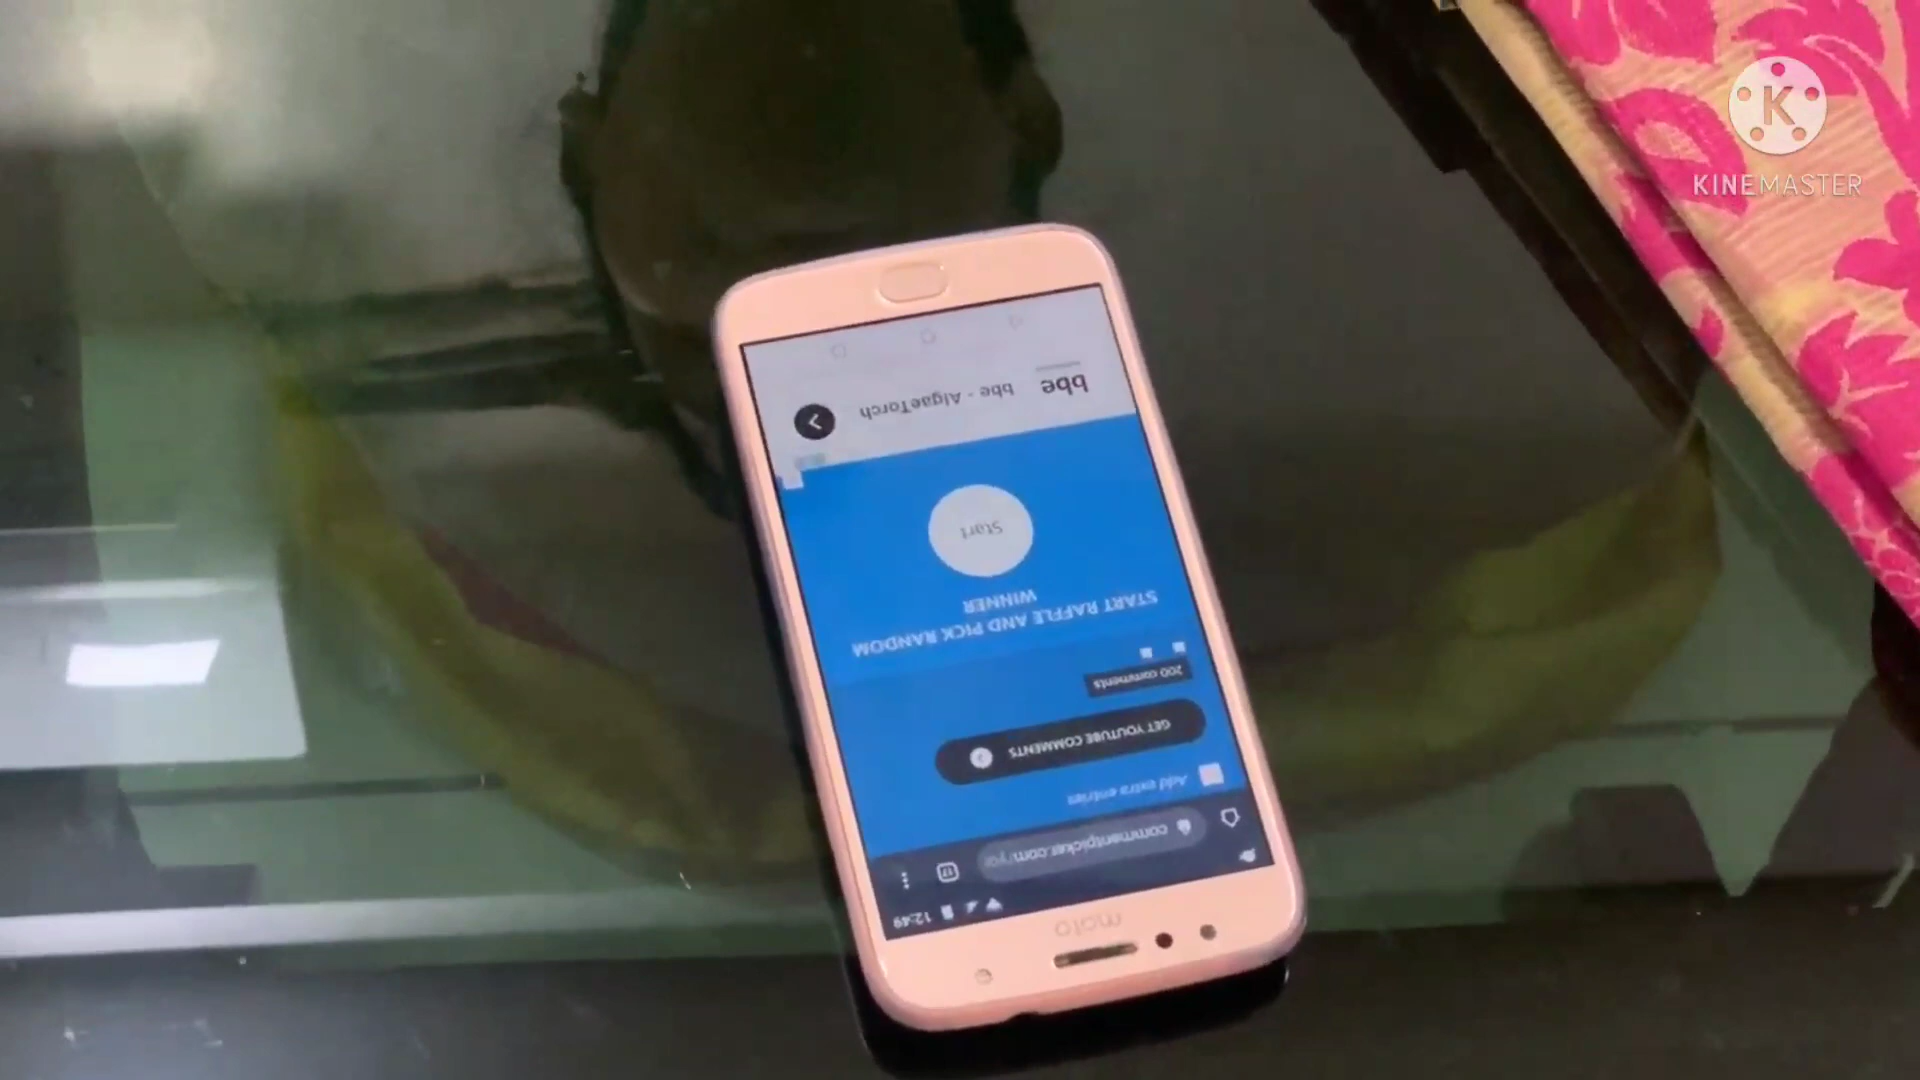 K
KINEMASTER
12:49
17
commentpicker.com/yo
Add extra entries
GET YOUTUBE COMMENTS
200 comments
START RAFFLE AND PICK RANDOM
WINNER
Start
bbe
bbe - AlgaeTorch
moto